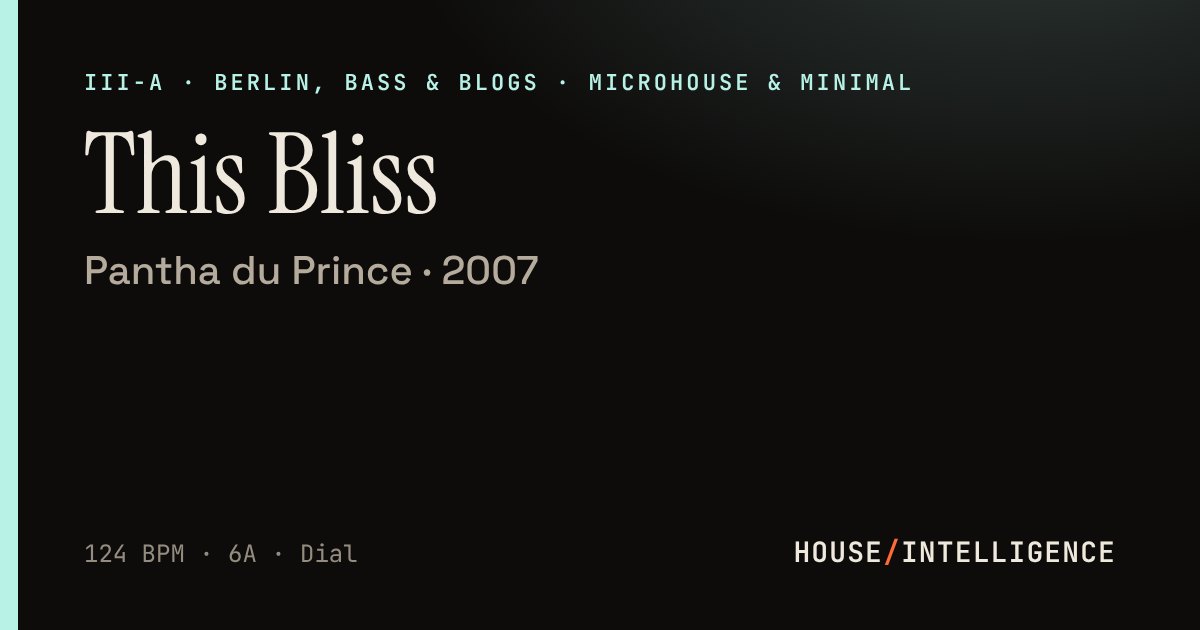 III-A · BERLIN, BASS & BLOGS · MICROHOUSE & MINIMAL
This Bliss
Pantha du Prince · 2007
124 BPM · 6A · Dial
HOUSE/INTELLIGENCE